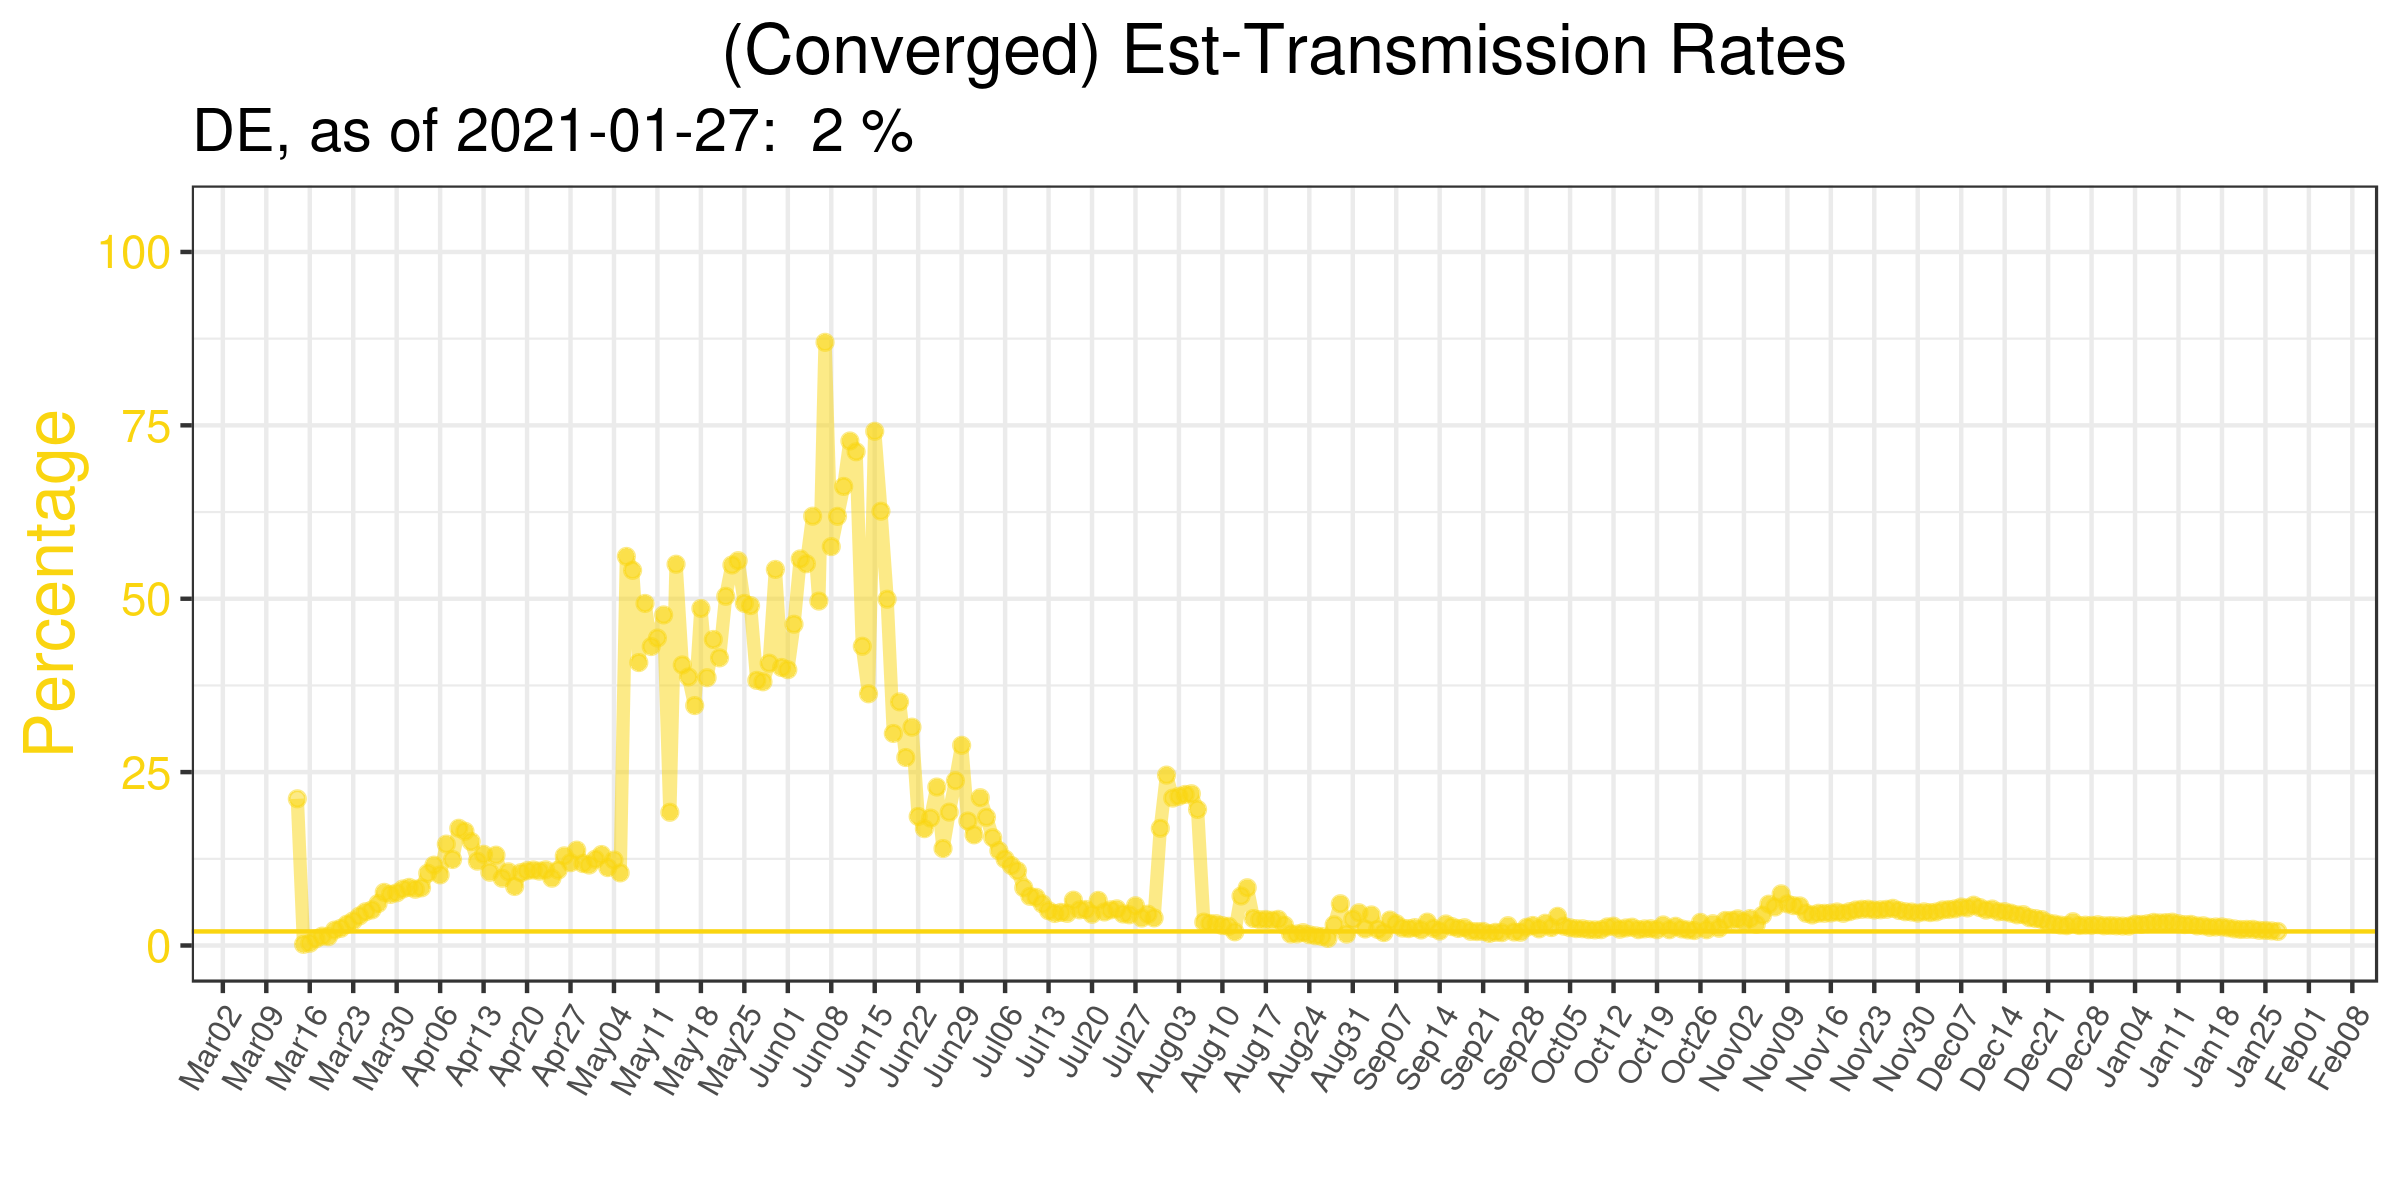 (Converged) Est-Transmission Rates
DE, as of 2021-01-27:  2 %
Percentage
100
75
50
25
0
Mar02
Mar09
Mar16
Mar23
Mar30
Apr06
Apr13
Apr20
Apr27
May04
May11
May18
May25
Jun01
Jun08
Jun15
Jun22
Jun29
Jul06
Jul13
Jul20
Jul27
Aug03
Aug10
Aug17
Aug24
Aug31
Sep07
Sep14
Sep21
Sep28
Oct05
Oct12
Oct19
Oct26
Nov02
Nov09
Nov16
Nov23
Nov30
Dec07
Dec14
Dec21
Dec28
Jan04
Jan11
Jan18
Jan25
Feb01
Feb08